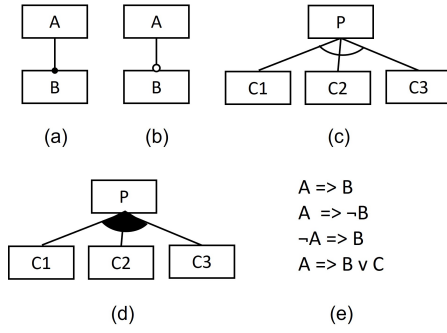 A A P
B B C1 C2 C3
(a) (b) (c)
P
C1 C2 C3
(d)
A => B
A => ¬B
¬A => B
A => B v C
(e)